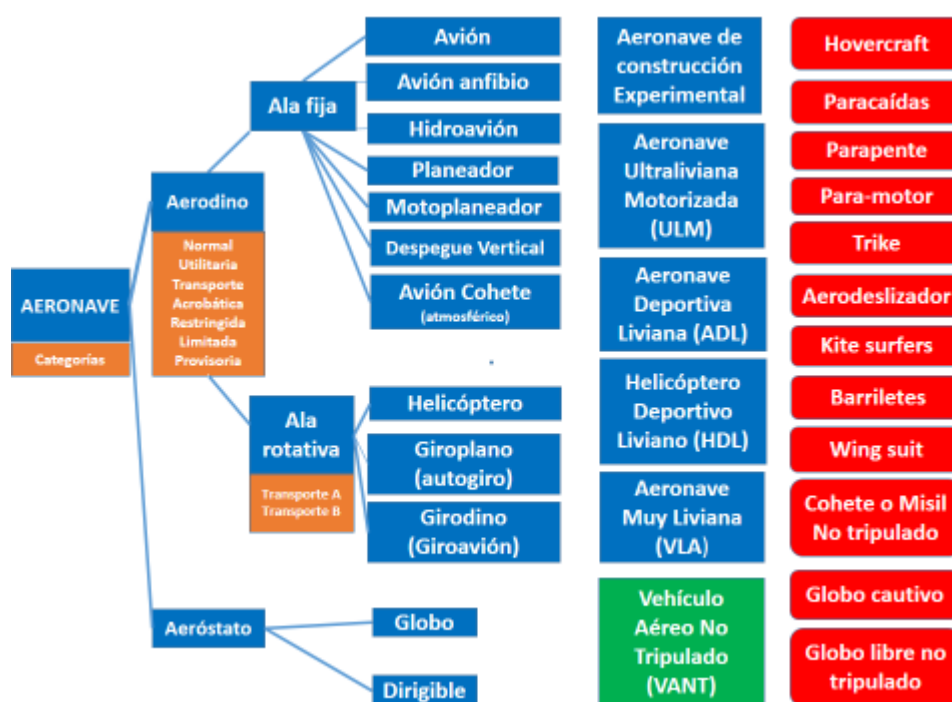 AERONAVE
Categorías
Aerodino
Normal
Utilitaria
Transporte
Acrobática
Restringida
Limitada
Provisoria
Ala fija
Avión
Avión anfibio
Hidroavión
Planeador
Motoplaneador
Despegue Vertical
Avión Cohete
(atmosférico)
Ala
rotativa
Transporte A
Transporte B
Helicóptero
Giroplano
(autogiro)
Girodino
(Giroavión)
Aeróstato
Globo
Dirigible
Aeronave de
construcción
Experimental
Aeronave
Ultraliviana
Motorizada
(ULM)
Aeronave
Deportiva
Liviana (ADL)
Helicóptero
Deportivo
Liviano (HDL)
Aeronave
Muy Liviana
(VLA)
Vehículo
Aéreo No
Tripulado
(VANT)
Hovercraft
Paracaídas
Parapente
Para-motor
Trike
Aerodeslizador
Kite surfers
Barriletes
Wing suit
Cohete o Misil
No tripulado
Globo cautivo
Globo libre no
tripulado